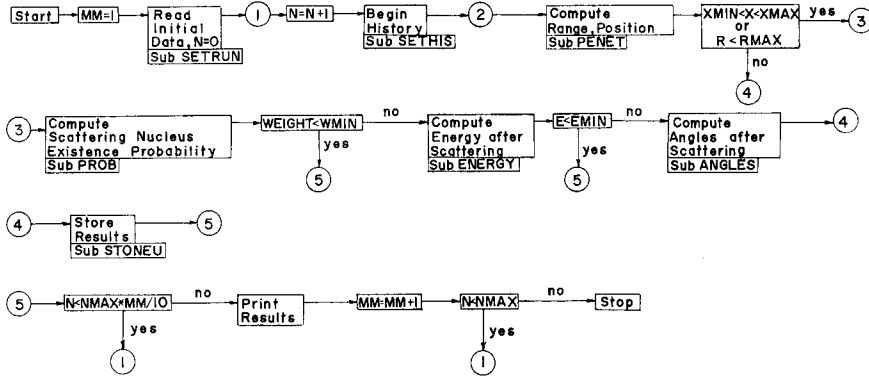 Start
MM=1
Read
Initial
Data, N=0
Sub SETRUN
1
N=N+1
Begin
History
Sub SETHIS
2
Compute
Range, Position
Sub PENET
XMIN<X<XMAX
or
R<RMAX
yes
3
no
4
3
Compute
Scattering Nucleus
Existence Probability
Sub PROB
WEIGHT<WMIN
no
yes
5
Compute
Energy after
Scattering
Sub ENERGY
E<EMIN
no
yes
5
Compute
Angles after
Scattering
Sub ANGLES
4
4
Store
Results
Sub STONEU
5
5
N<NMAX*MM/10
no
yes
1
Print
Results
MM=MM+1
N<NMAX
no
yes
1
Stop